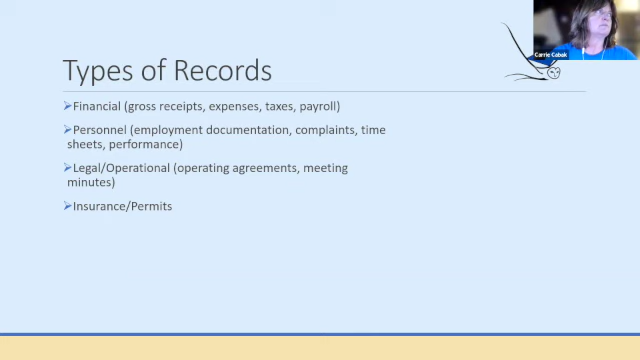 Types of Records
Carrie Cabak
➢Financial (gross receipts, expenses, taxes, payroll)
➢Personnel (employment documentation, complaints, time
sheets, performance)
➢Legal/Operational (operating agreements, meeting
minutes)
➢Insurance/Permits